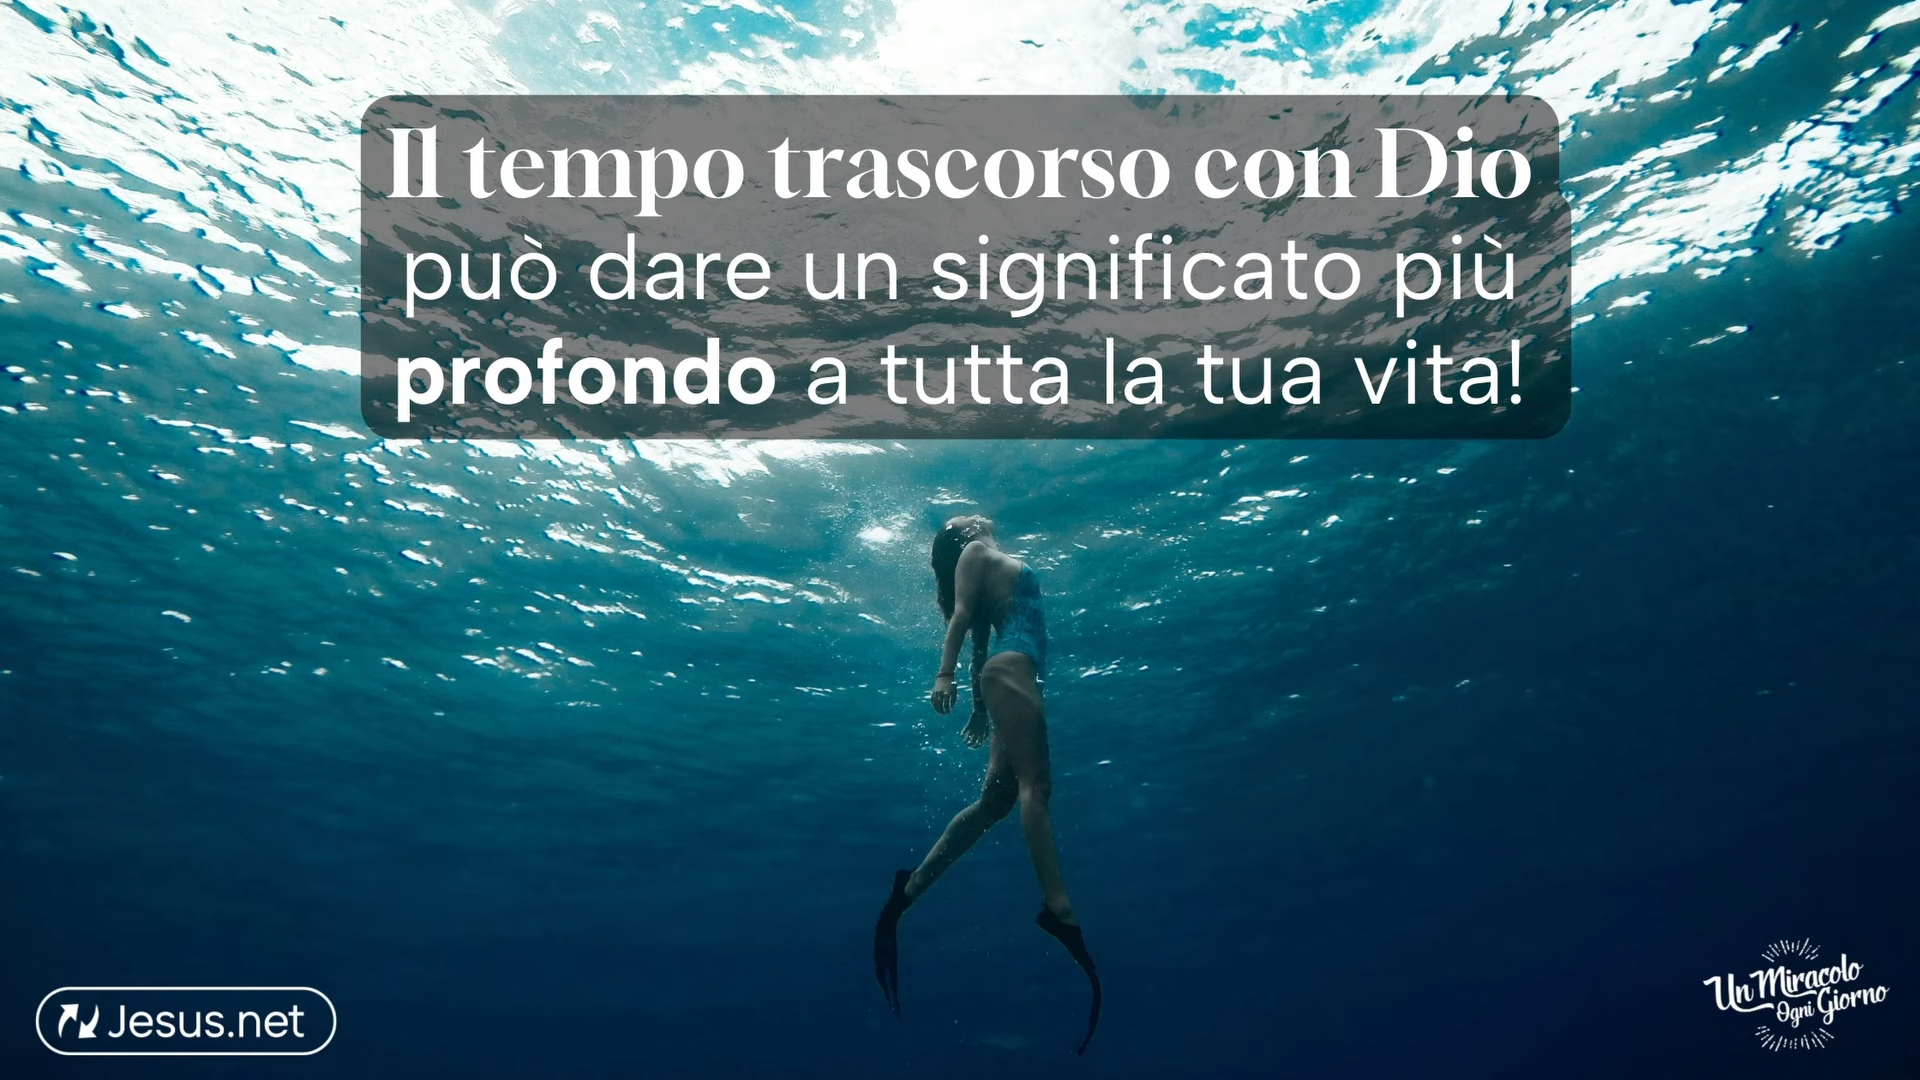 Il tempo trascorso con Dio
può dare un significato più
profondo a tutta la tua vita!
Jesus.net
Un Miracolo
Ogni Giorno